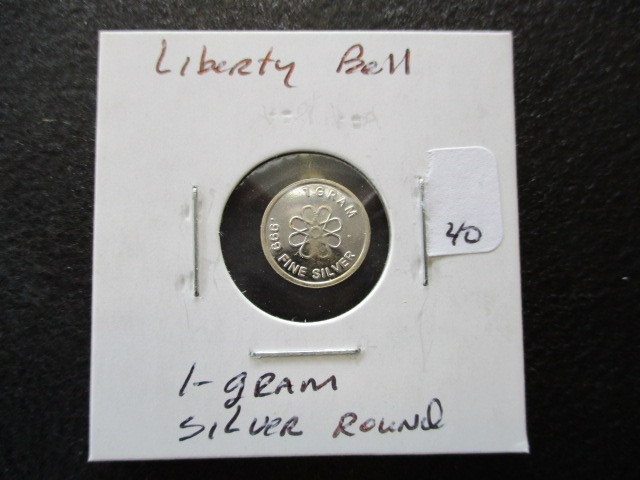 Liberty Bell
1 GRAM
.999 FINE SILVER
40
1-gram
SILVER ROUND